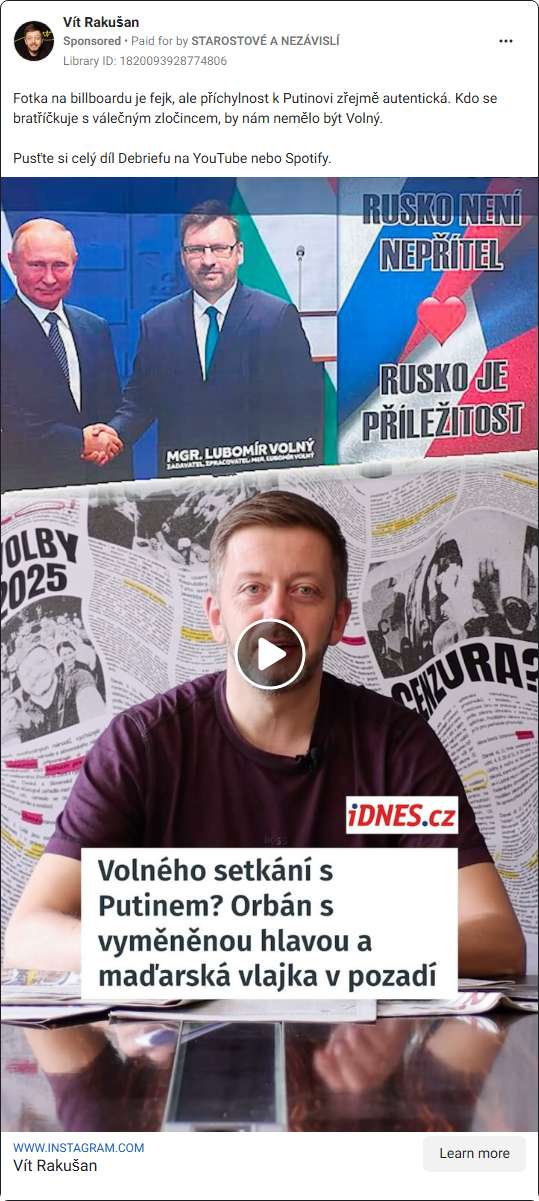 Vít Rakušan
Sponsored • Paid for by STAROSTOVÉ A NEZÁVISLÍ
Library ID: 1820093928774806
Fotka na billboardu je fejk, ale příchylnost k Putinovi zřejmě autentická. Kdo se
bratříčkuje s válečným zločincem, by nám nemělo být Volný.
Pusťte si celý díl Debriefu na YouTube nebo Spotify.
RUSKO NENÍ
NEPŘÍTEL
RUSKO JE
PŘÍLEŽITOST
MGR. LUBOMÍR VOLNÝ
ZADAVATEL, ZPRACOVATEL: MGR. LUBOMÍR VOLNÝ
VOLBY
2025
CENZURA?
iDNES.cz
Volného setkání s
Putinem? Orbán s
vyměněnou hlavou a
maďarská vlajka v pozadí
WWW.INSTAGRAM.COM
Vít Rakušan
Learn more